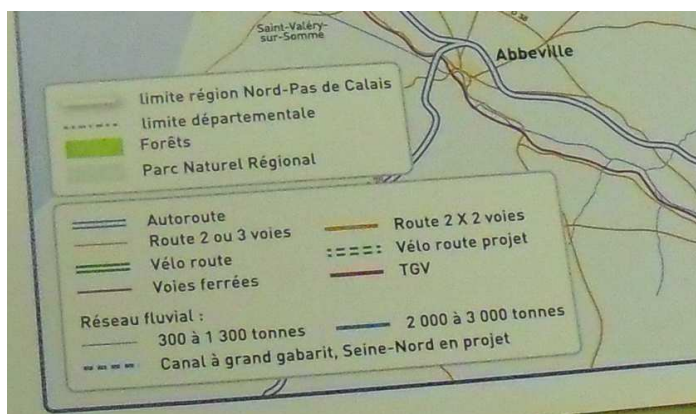 Saint-Valéry-
sur-Somme
D
Abbeville
limite région Nord-Pas de Calais
limite départementale
Forêts
Parc Naturel Régional
Autoroute
Route 2 ou 3 voies
Vélo route
Voies ferrées
Route 2 X 2 voies
Vélo route projet
TGV
Réseau fluvial :
300 à 1 300 tonnes
2 000 à 3 000 tonnes
Canal à grand gabarit, Seine-Nord en projet